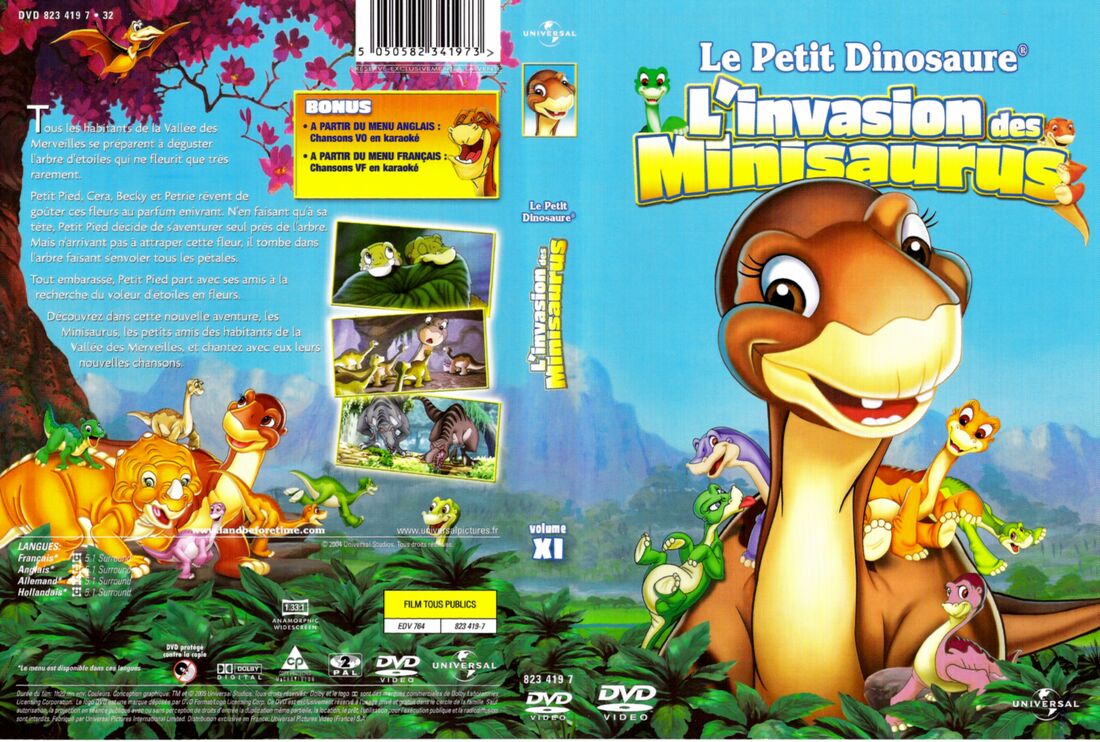 DVD 823 419 7 • 32
5 050582 341973 >
Tous les habitants de la Vallée des
Merveilles se préparent à déguster
l'arbre d'étoiles qui ne fleurit que très
rarement.
Petit Pied, Cera, Becky et Petrie rêvent de
goûter ces fleurs au parfum enivrant. N'en faisant qu'à sa
tête, Petit Pied décide de s'aventurer seul près de l'arbre.
Mais n'arrivant pas à attraper cette fleur, il tombe dans
l'arbre faisant s'envoler tous les pétales.
Tout embarassé, Petit Pied part avec ses amis à la
recherche du voleur d'étoiles en fleurs.
Découvrez dans cette nouvelle aventure, les
Minisaurus, les petits amis des habitants de la
Vallée des Merveilles, et chantez avec eux leurs
nouvelles chansons.
BONUS
• A PARTIR DU MENU ANGLAIS :
Chansons VO en karaoké
• A PARTIR DU MENU FRANÇAIS :
Chansons VF en karaoké
www.landbeforetime.com
www.universalpictures.fr
© 2004 Universal Studios. Tous droits réservés.
LANGUES:
Français* 5.1 Surround
Anglais* 5.1 Surround
Allemand* 5.1 Surround
Hollandais* 5.1 Surround
1.33:1
ANAMORPHIC
WIDESCREEN
FILM TOUS PUBLICS
EDV 764
823 419-7
DVD protégé
contre la copie
*Le menu est disponible dans ces langues
DOLBY
DIGITAL
2
PAL
DVD
VIDEO
UNIVERSAL
UNIVERSAL
Le Petit
Dinosaure®
L'invasion des
Minisaurus
volume
XI
823 419 7
DVD
VIDEO
Le Petit Dinosaure®
L'invasion des
Minisaurus
DVD
VIDEO
UNIVERSAL